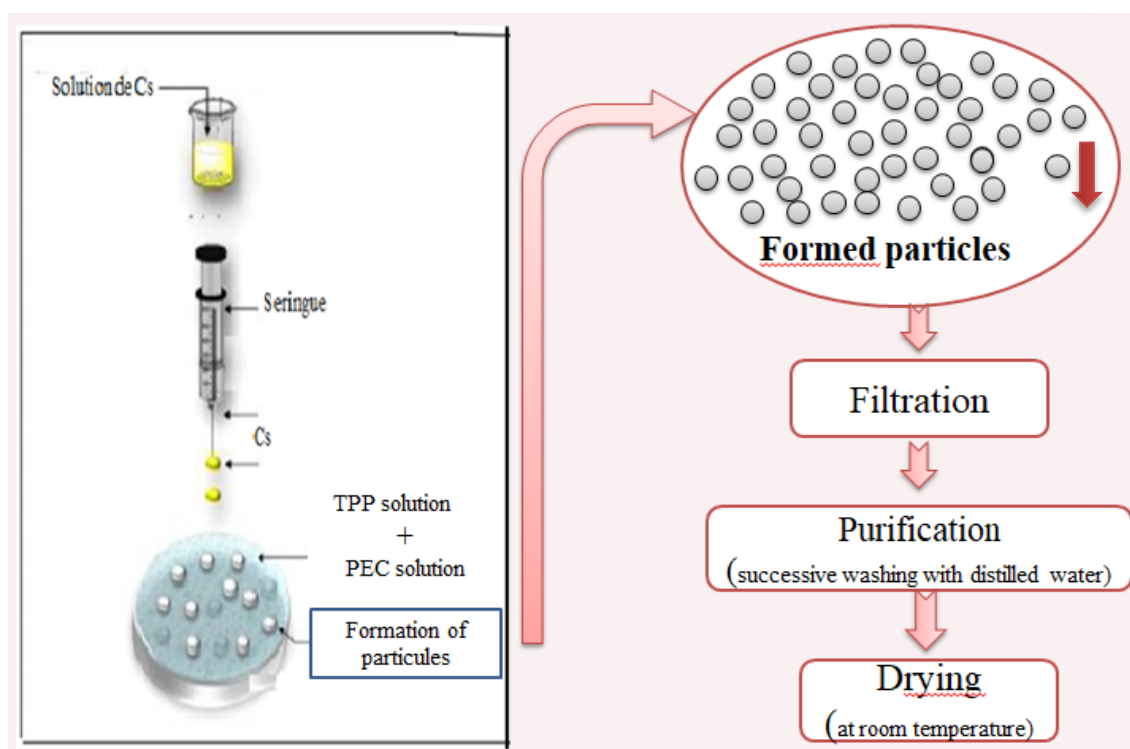 Solution de Cs
Seringue
Cs
TPP solution
+
PEC solution
Formation of
particules
Formed particles
Filtration
Purification
(successive washing with distilled water)
Drying
(at room temperature)